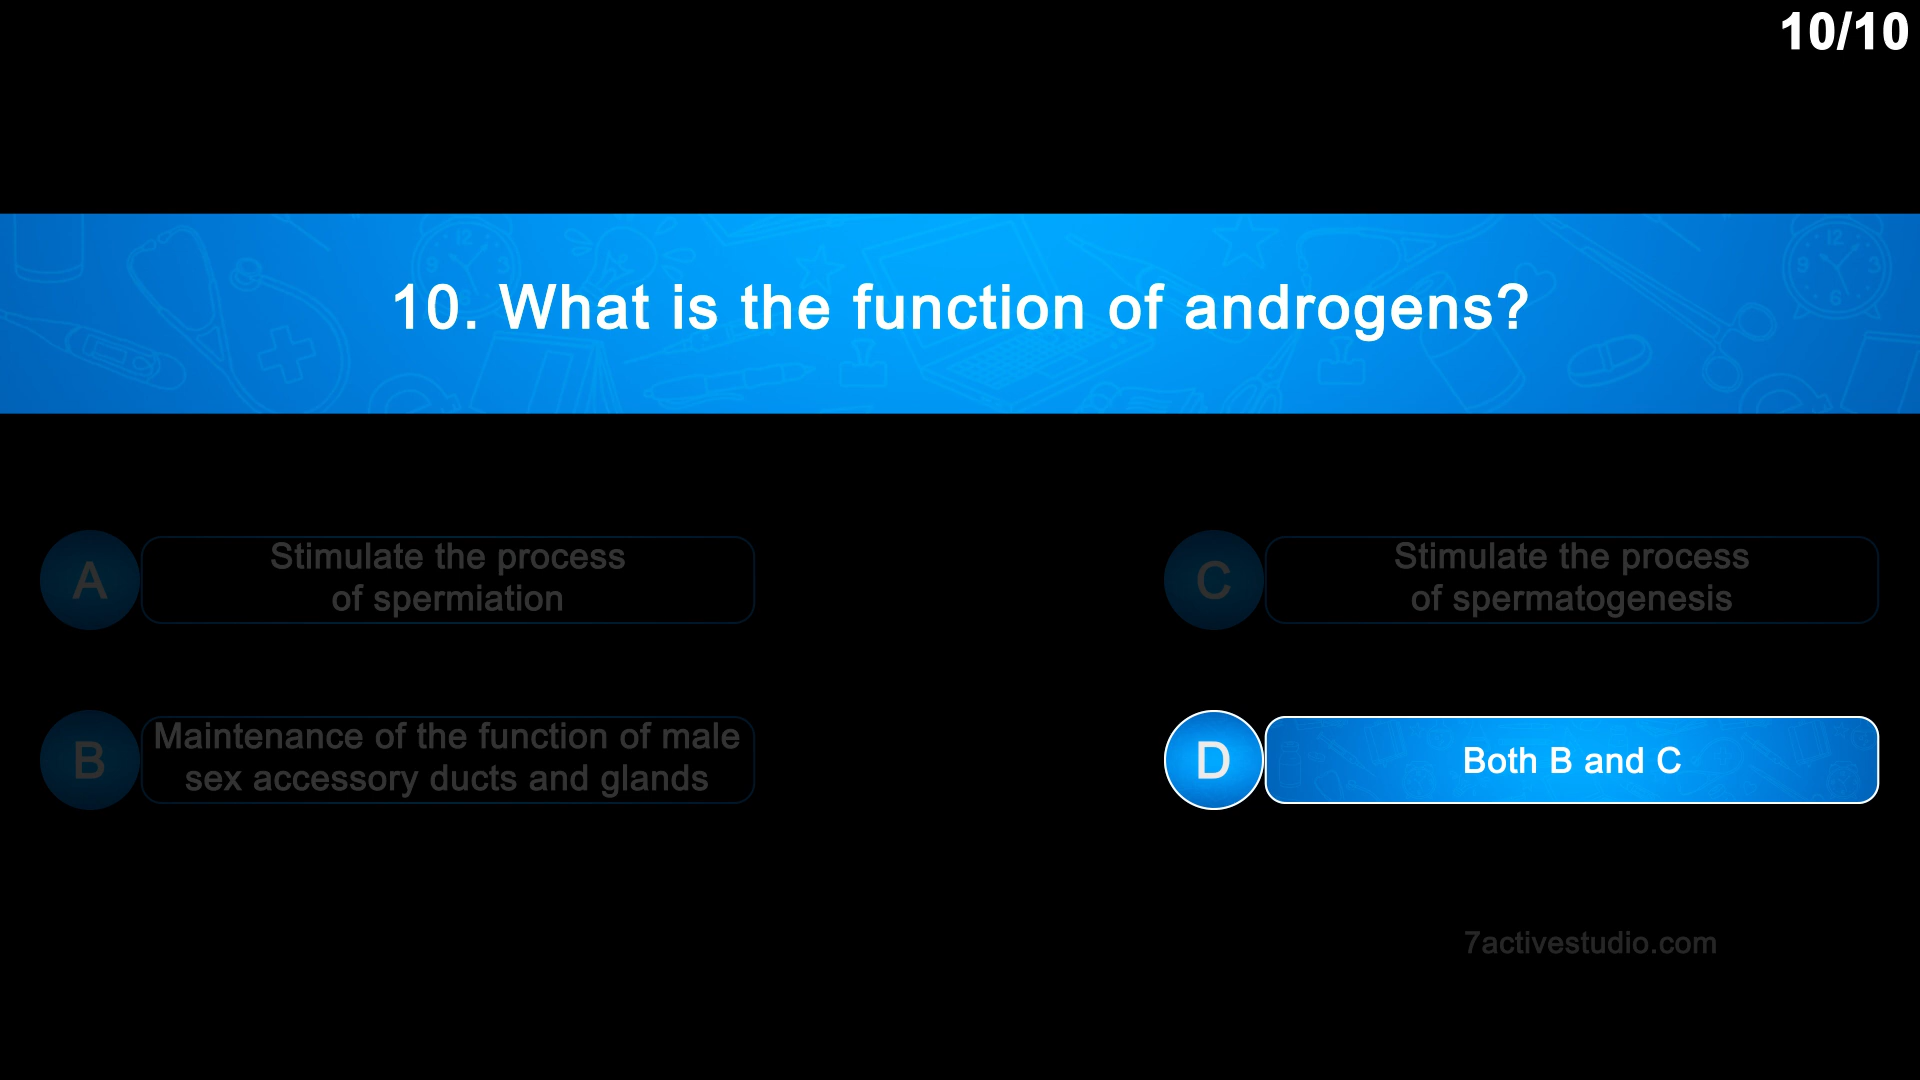 10/10
10. What is the function of androgens?
A
Stimulate the process
of spermiation
B
Maintenance of the function of male
sex accessory ducts and glands
C
Stimulate the process
of spermatogenesis
D
Both B and C
7activestudio.com